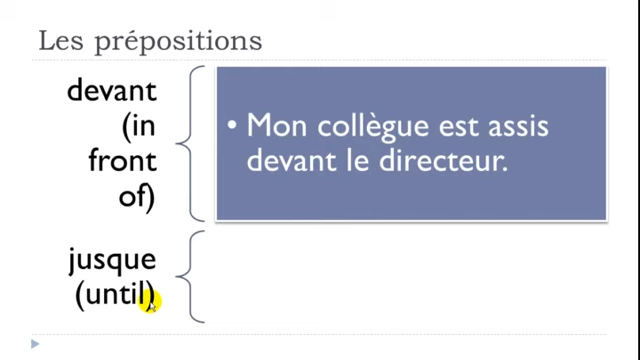 Les prépositions
devant
(in
front
of)
• Mon collègue est assis
devant le directeur.
jusque
(until)